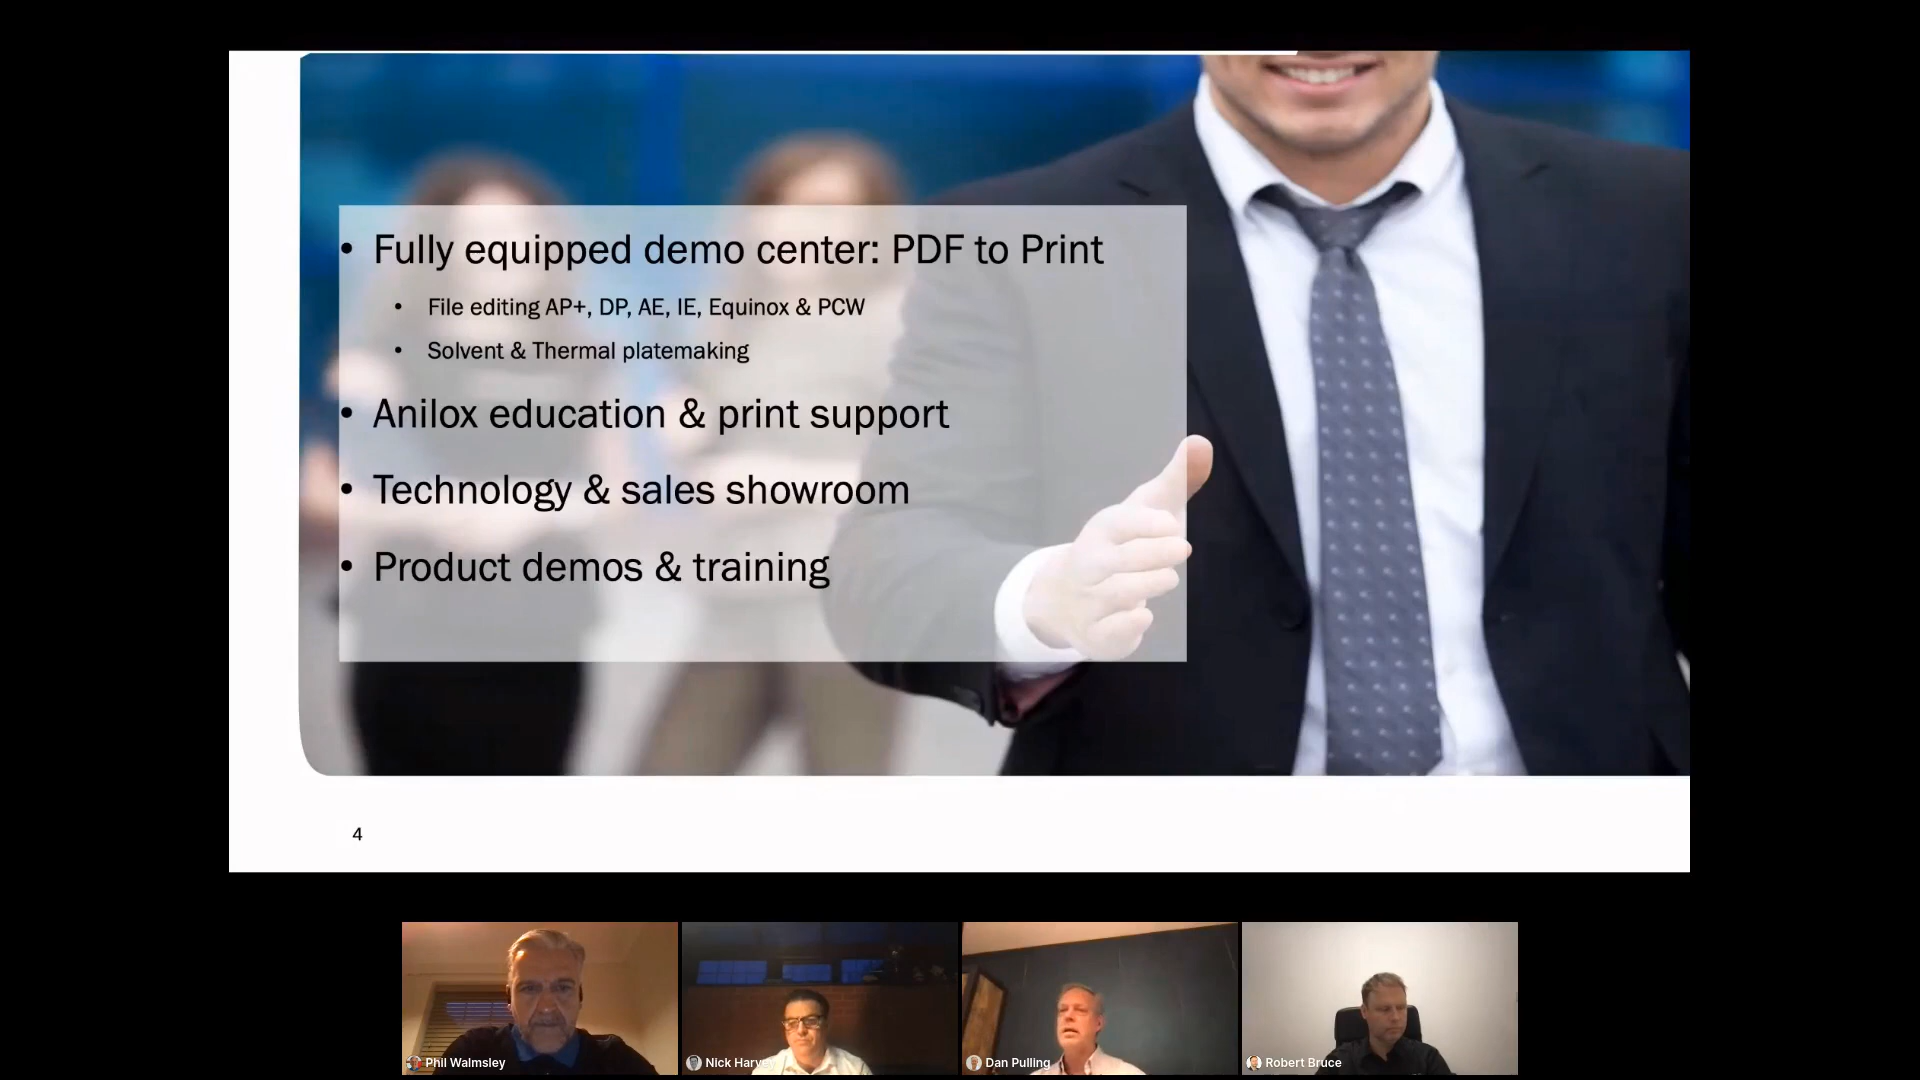 • Fully equipped demo center: PDF to Print
• File editing AP+, DP, AE, IE, Equinox & PCW
• Solvent & Thermal platemaking
• Anilox education & print support
• Technology & sales showroom
• Product demos & training
4
Phil Walmsley
Nick Harvey
Dan Pulling
Robert Bruce